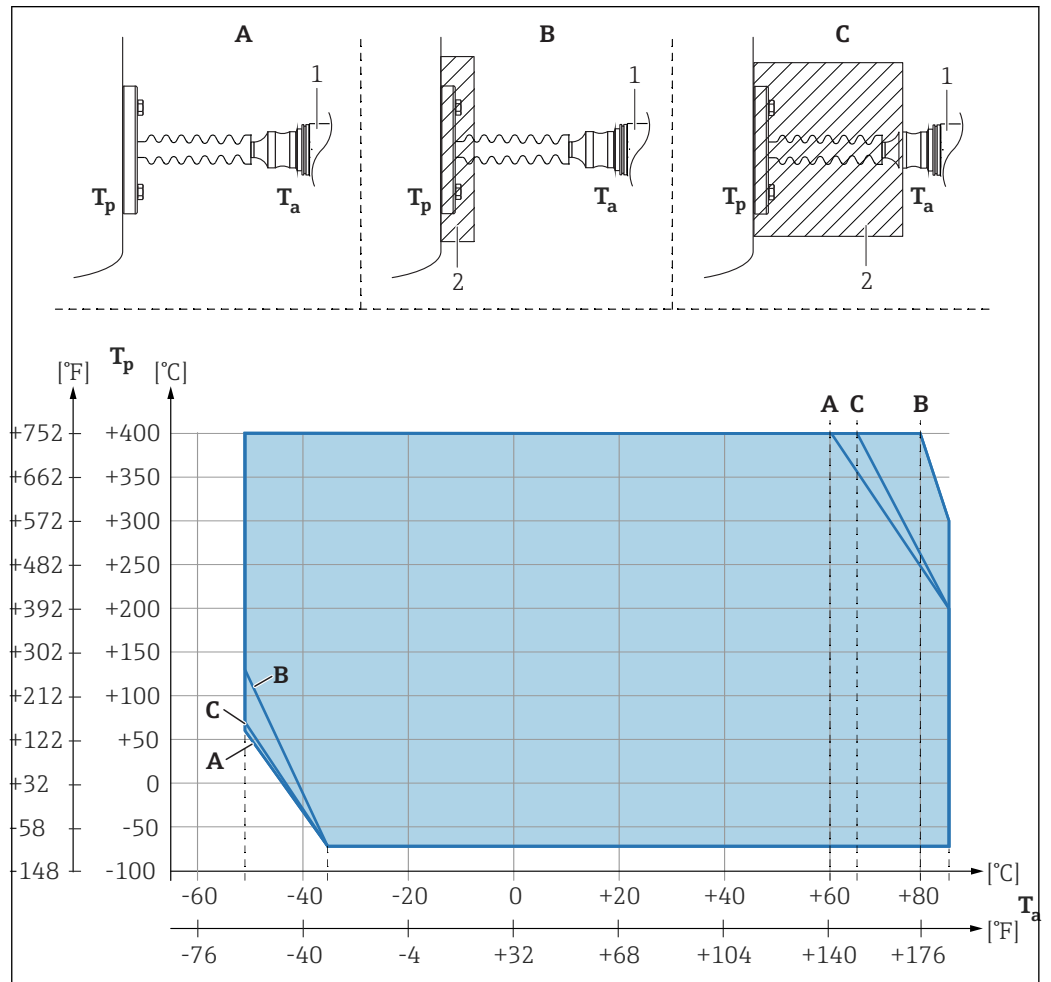 A B C
1 1 1
Tp Ta Tp Ta Tp Ta
2 2
Tp
[°F] [°C]
A C B
+752 +400
+662 +350
+572 +300
+482 +250
+392 +200
+302 +150
+212 +100
+122 +50
+32 0
-58 -50
-148 -100
B
C
A
-60 -40 -20 0 +20 +40 +60 +80 [°C]
Ta
-76 -40 -4 +32 +68 +104 +140 +176 [°F]